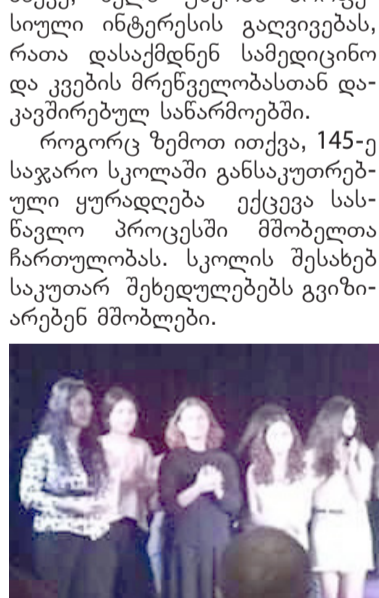 სიული ინტერესის გაღვივებას,
რათა დასაქმდნენ სამედიცინო
და კვების მრეწველობასთან და-
კავშირებულ საწარმოებში.
როგორც ზემოთ ითქვა, 145-ე
საჯარო სკოლაში განსაკუთრებ-
ული ყურადღება ექცევა სას-
წავლო პროცესში მშობელთა
ჩართულობას. სკოლის შესახებ
საკუთარ შეხედულებებს გვიზი-
არებენ მშობლები.